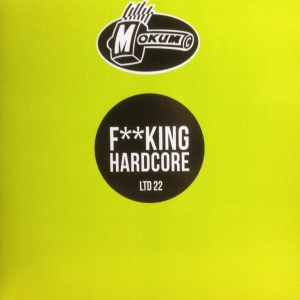 MOKUM ©
F**KING
HARDCORE
LTD 22